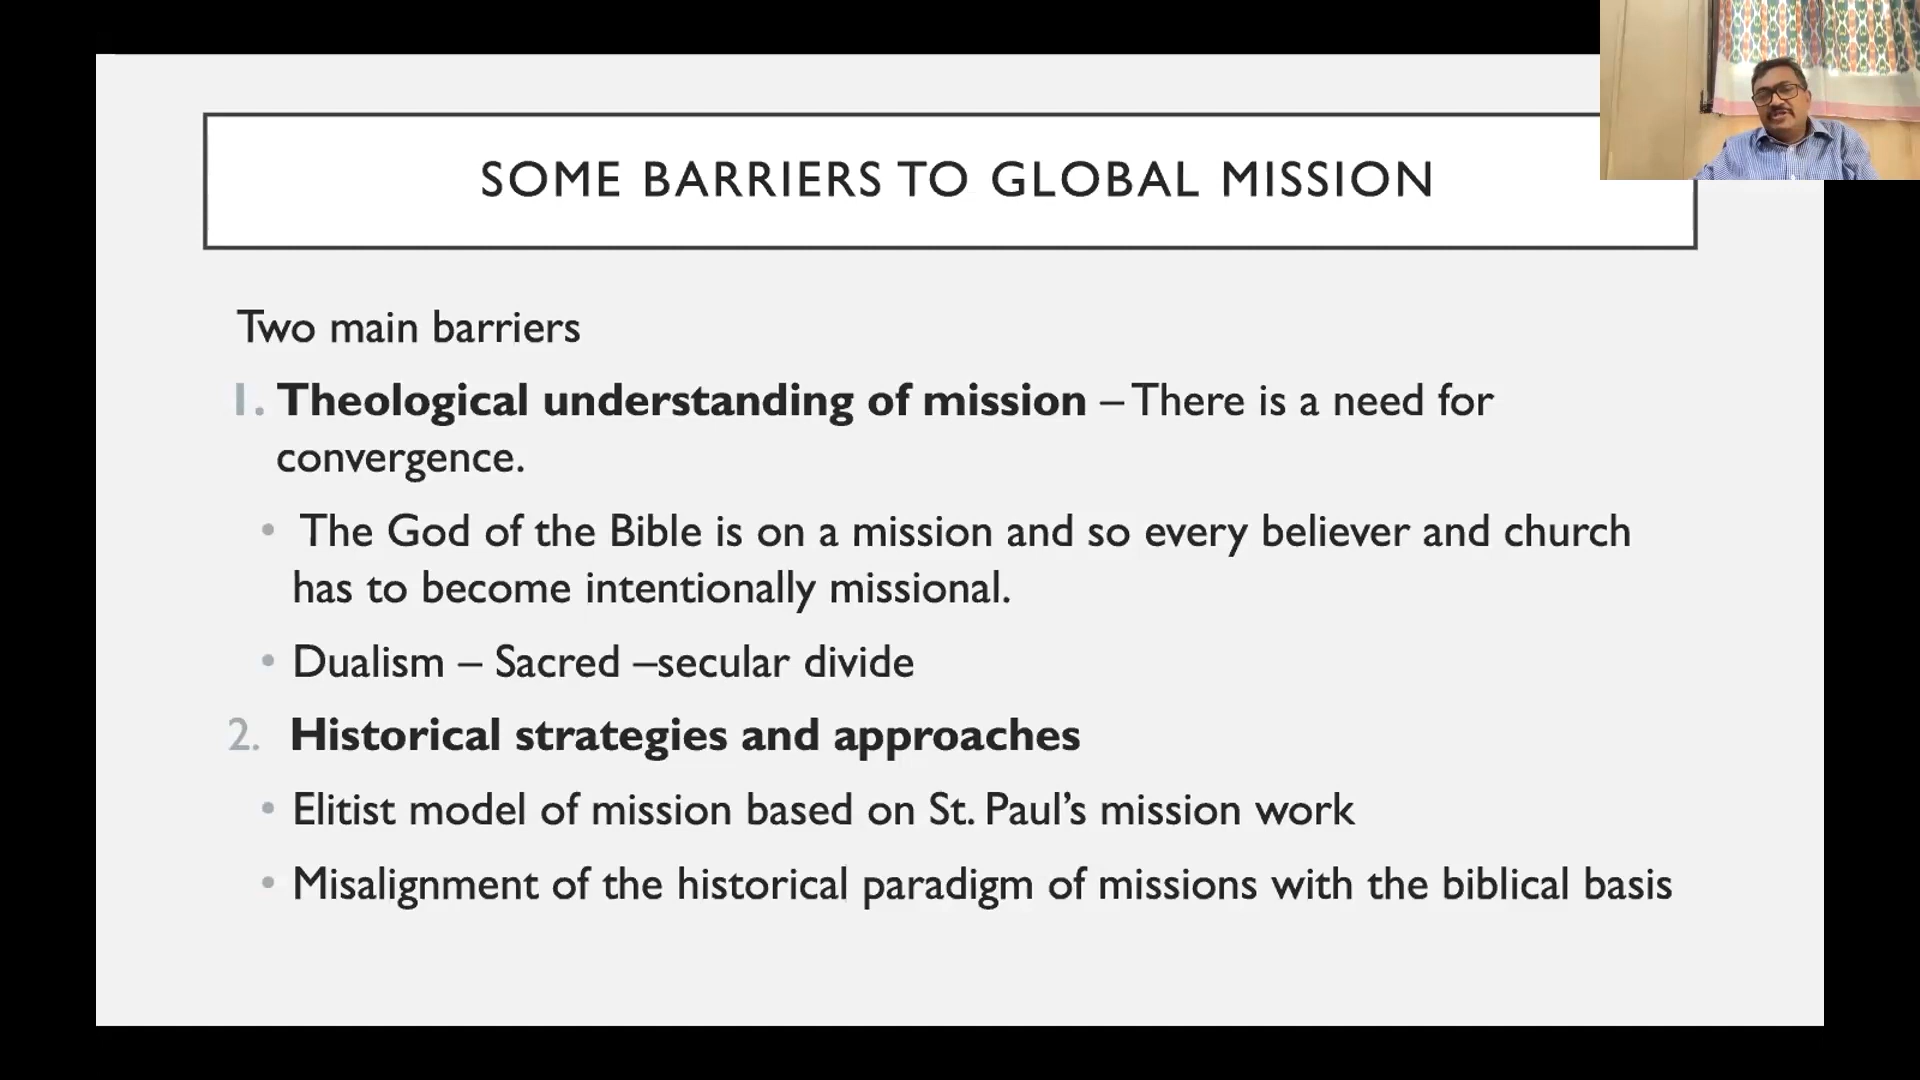 SOME BARRIERS TO GLOBAL MISSION
Two main barriers
1. Theological understanding of mission – There is a need for
convergence.
• The God of the Bible is on a mission and so every believer and church
has to become intentionally missional.
• Dualism – Sacred –secular divide
2. Historical strategies and approaches
• Elitist model of mission based on St. Paul’s mission work
• Misalignment of the historical paradigm of missions with the biblical basis